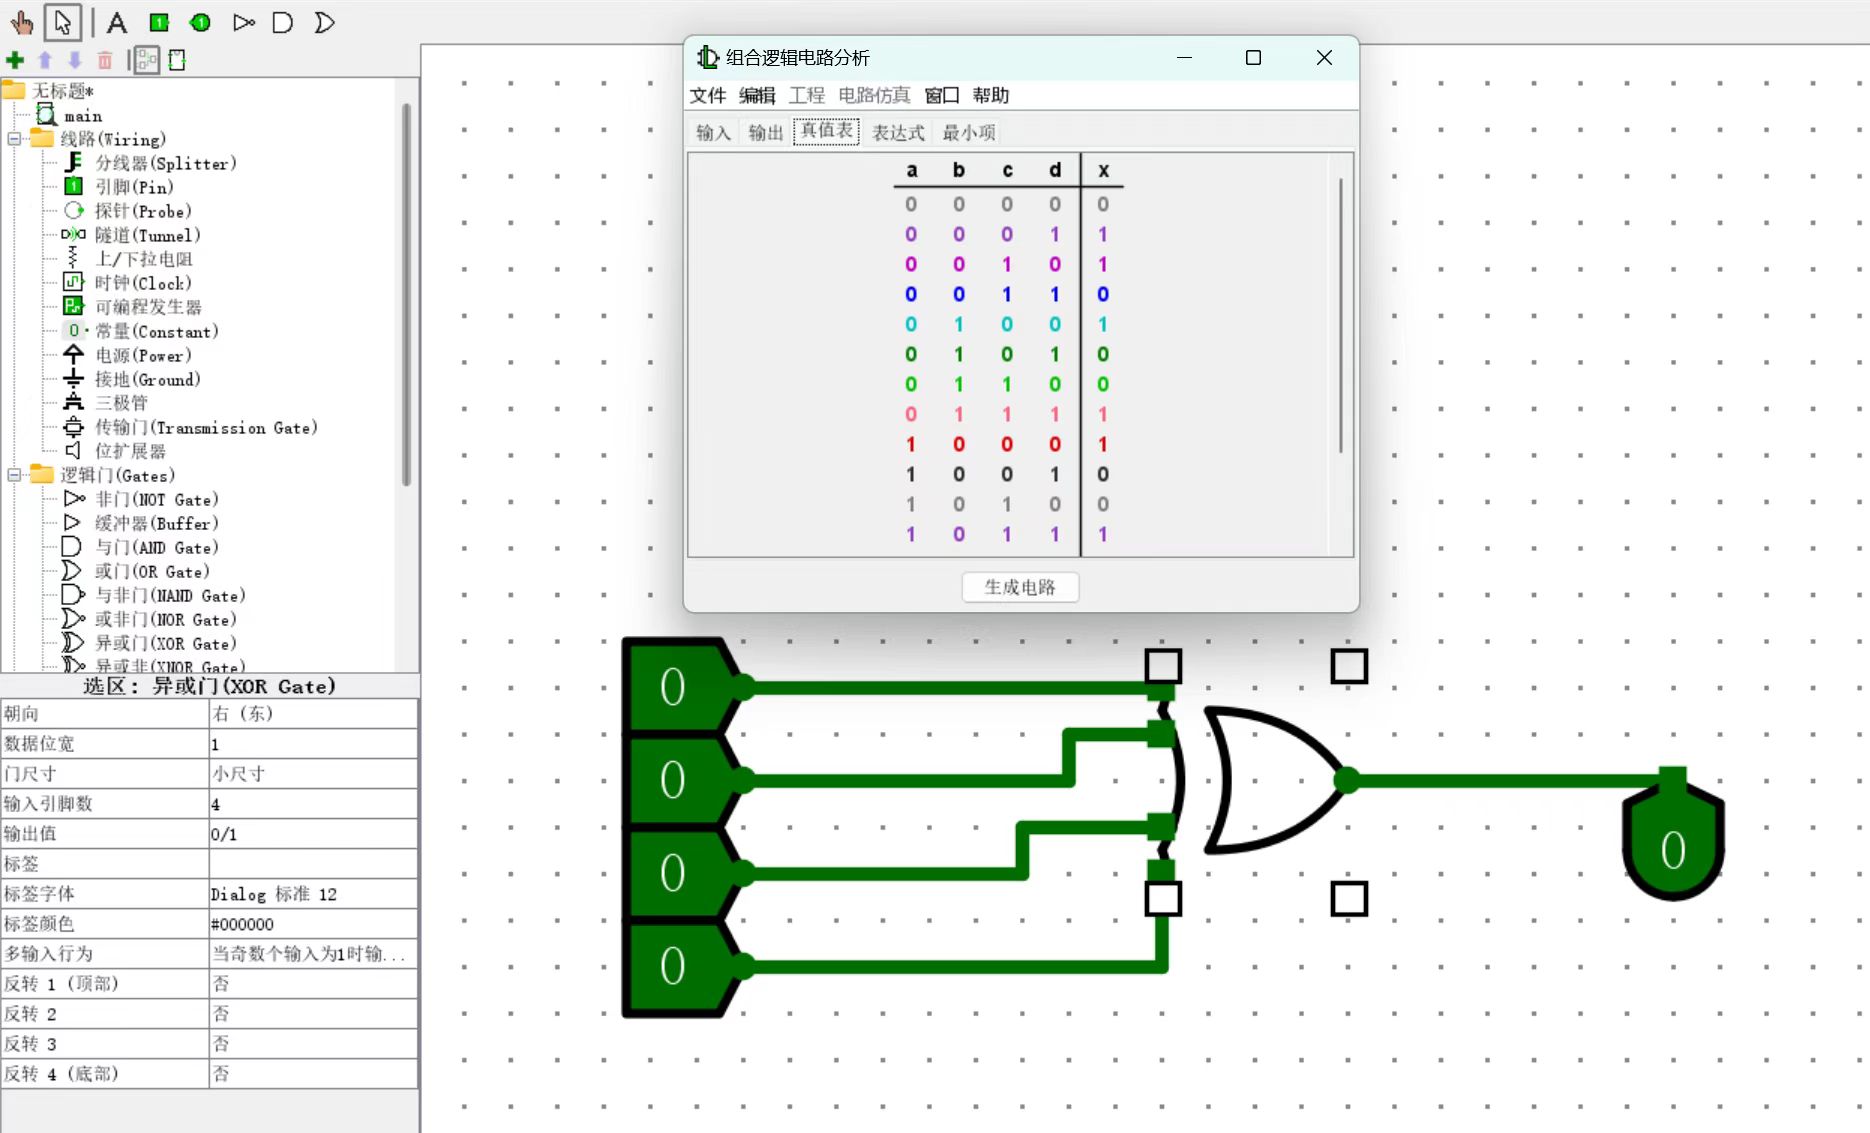 A
1
1
无标题*
main
线路(Wiring)
分线器(Splitter)
引脚(Pin)
探针(Probe)
隧道(Tunnel)
上/下拉电阻
时钟(Clock)
可编程发生器
0 常量(Constant)
电源(Power)
接地(Ground)
三极管
传输门(Transmission Gate)
位扩展器
逻辑门(Gates)
非门(NOT Gate)
缓冲器(Buffer)
与门(AND Gate)
或门(OR Gate)
与非门(NAND Gate)
或非门(NOR Gate)
异或门(XOR Gate)
异或非(XNOR Gate)
选区: 异或门(XOR Gate)
朝向 右 (东)
数据位宽 1
门尺寸 小尺寸
输入引脚数 4
输出值 0/1
标签
标签字体 Dialog 标准 12
标签颜色 #000000
多输入行为 当奇数个输入为1时输...
反转 1 (顶部) 否
反转 2 否
反转 3 否
反转 4 (底部) 否
组合逻辑电路分析
文件 编辑 工程 电路仿真 窗口 帮助
输入 输出 真值表 表达式 最小项
a b c d x
0 0 0 0 0
0 0 0 1 1
0 0 1 0 1
0 0 1 1 0
0 1 0 0 1
0 1 0 1 0
0 1 1 0 0
0 1 1 1 1
1 0 0 0 1
1 0 0 1 0
1 0 1 0 0
1 0 1 1 1
生成电路
0
0
0
0
0